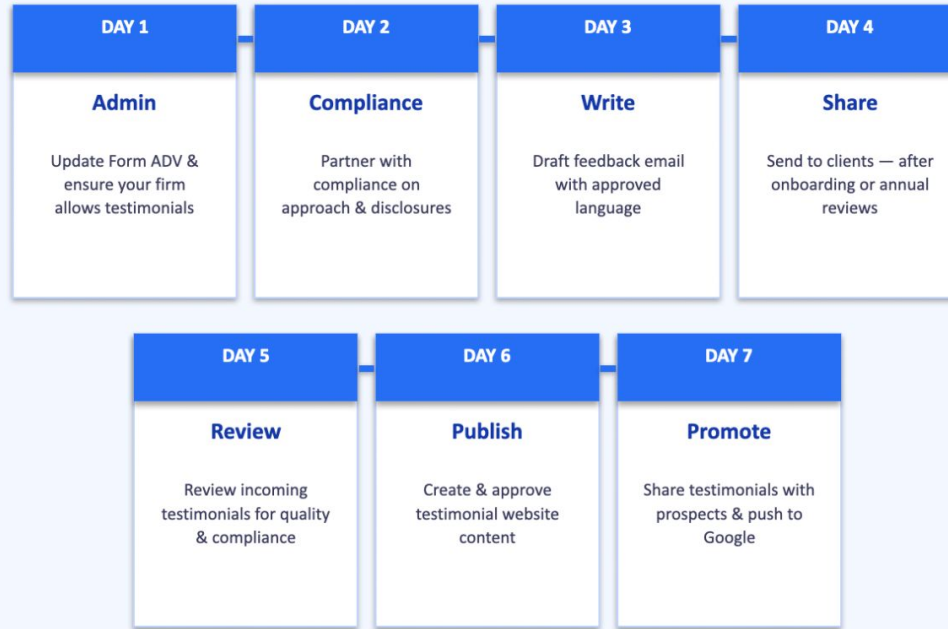 DAY 1
Admin
Update Form ADV &
ensure your firm
allows testimonials
DAY 2
Compliance
Partner with
compliance on
approach & disclosures
DAY 3
Write
Draft feedback email
with approved
language
DAY 4
Share
Send to clients — after
onboarding or annual
reviews
DAY 5
Review
Review incoming
testimonials for quality
& compliance
DAY 6
Publish
Create & approve
testimonial website
content
DAY 7
Promote
Share testimonials with
prospects & push to
Google